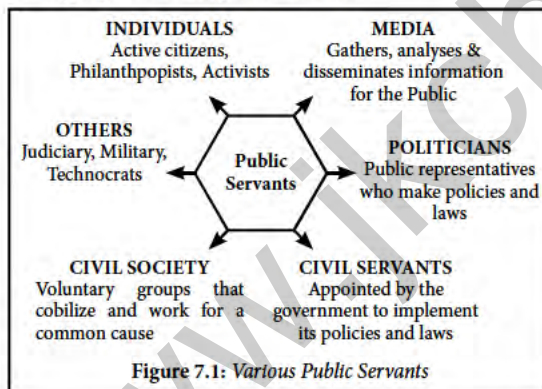 INDIVIDUALS
Active citizens,
Philanthpopists, Activists
MEDIA
Gathers, analyses &
disseminates information
for the Public
OTHERS
Judiciary, Military,
Technocrats
Public
Servants
POLITICIANS
Public representatives
who make policies and
laws
CIVIL SOCIETY
Voluntary groups that
cobilize and work for a
common cause
CIVIL SERVANTS
Appointed by the
government to implement
its policies and laws
Figure 7.1: Various Public Servants
www.jkch